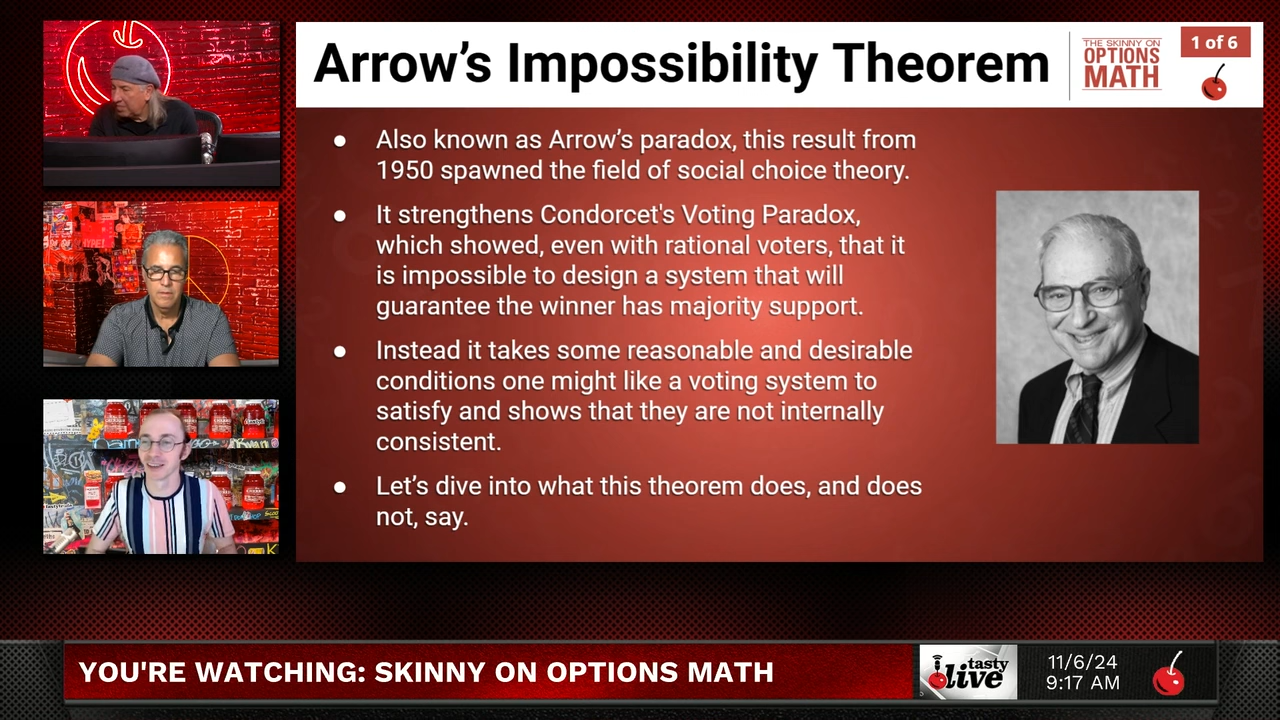 Arrow's Impossibility Theorem
THE SKINNY ON
OPTIONS
MATH
1 of 6
● Also known as Arrow's paradox, this result from
1950 spawned the field of social choice theory.
● It strengthens Condorcet's Voting Paradox,
which showed, even with rational voters, that it
is impossible to design a system that will
guarantee the winner has majority support.
● Instead it takes some reasonable and desirable
conditions one might like a voting system to
satisfy and shows that they are not internally
consistent.
● Let's dive into what this theorem does, and does
not, say.
YOU'RE WATCHING: SKINNY ON OPTIONS MATH
tasty
live
11/6/24
9:17 AM